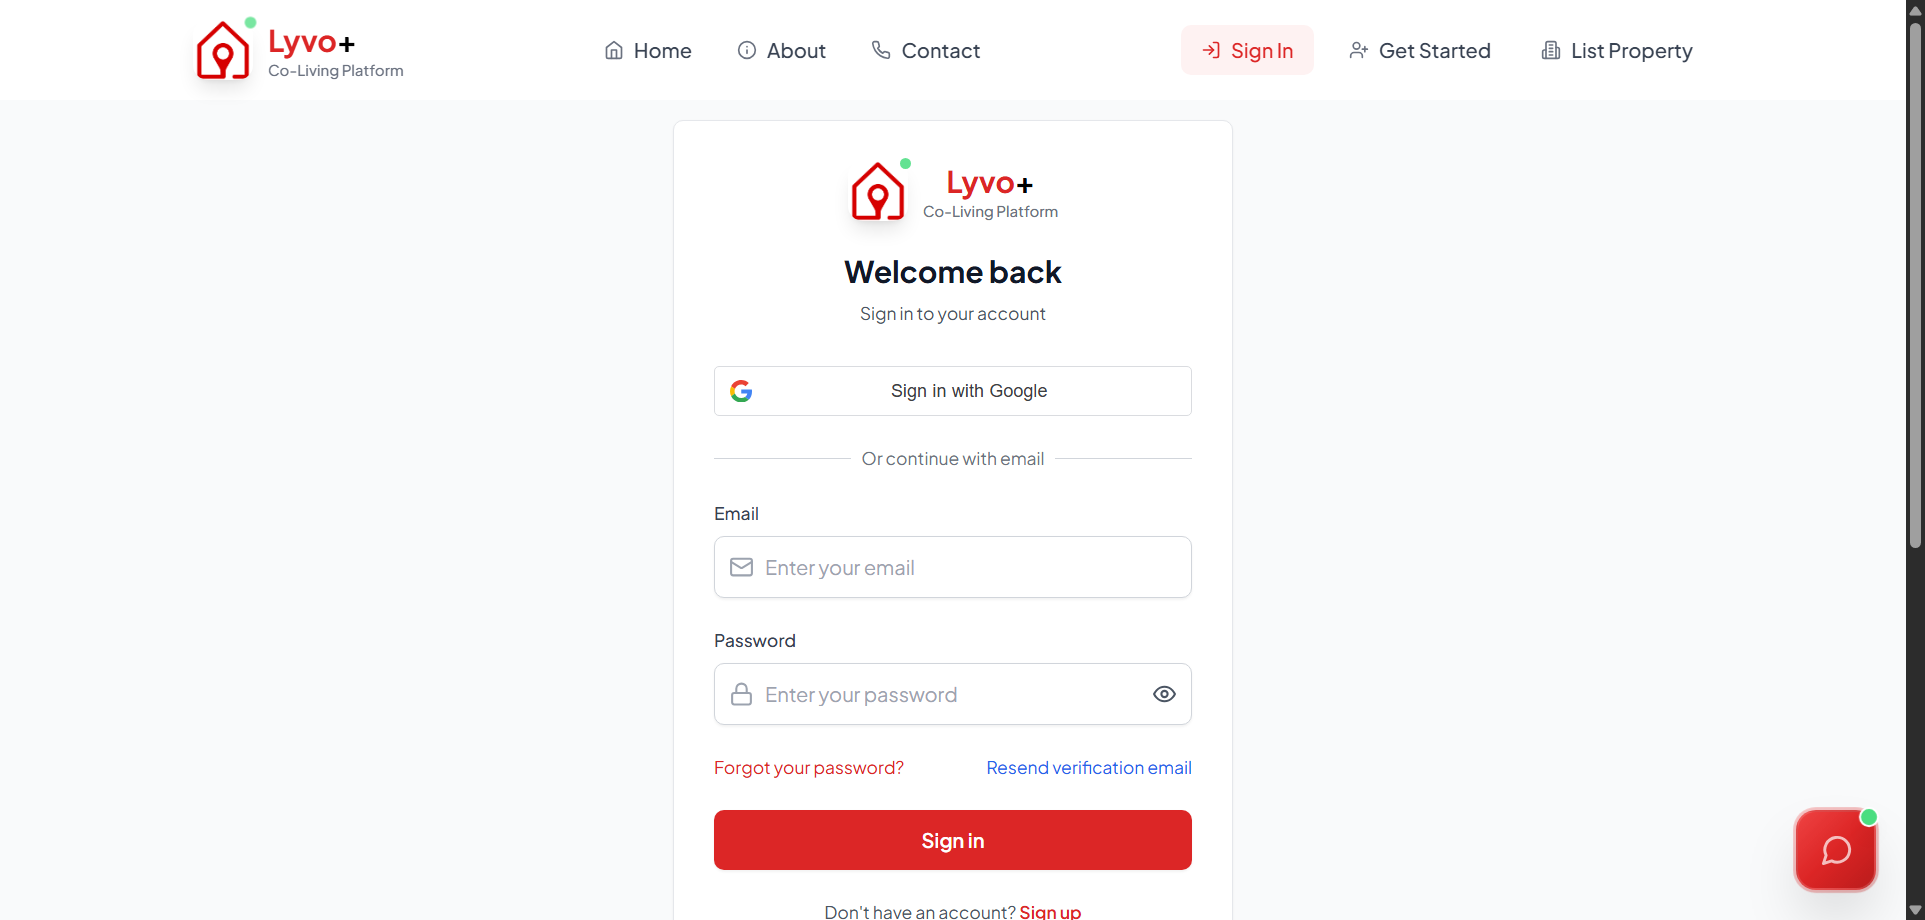 Lyvo+
Co-Living Platform
Home
About
Contact
Sign In
Get Started
List Property
Lyvo+
Co-Living Platform
Welcome back
Sign in to your account
Sign in with Google
Or continue with email
Email
Enter your email
Password
Enter your password
Forgot your password?
Resend verification email
Sign in
Don't have an account? Sign up